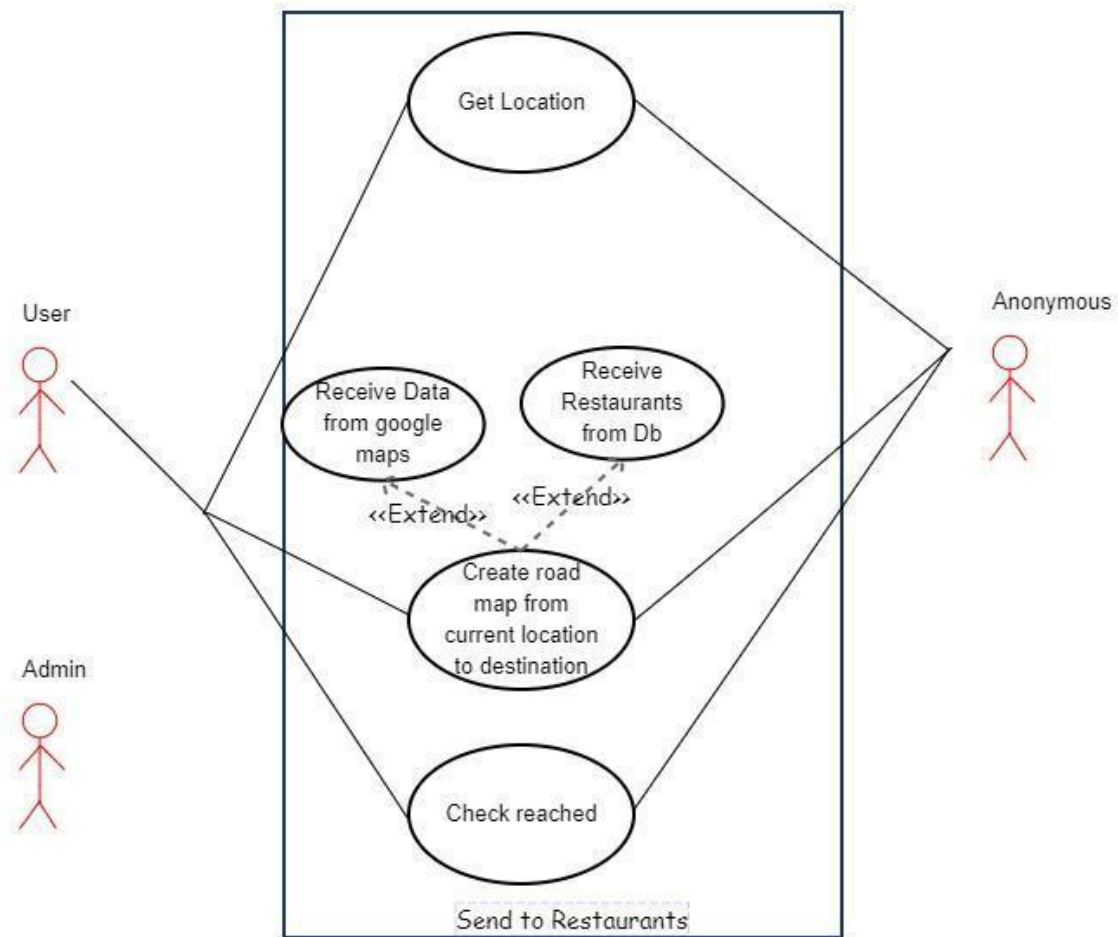 Get Location
User
Anonymous
Receive Data
from google
maps
Receive
Restaurants
from Db
<<Extend>>
<<Extend>>
Create road
map from
current location
to destination
Admin
Check reached
Send to Restaurants